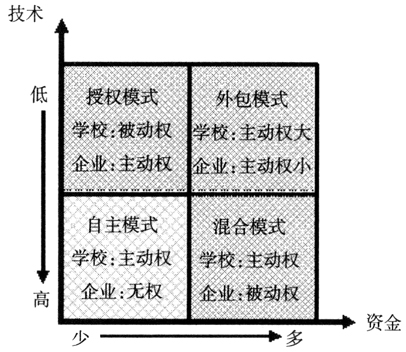 技术
低
授权模式
学校:被动权
企业:主动权
外包模式
学校:主动权大
企业:主动权小
自主模式
学校:主动权
企业:无权
混合模式
学校:主动权
企业:被动权
高
少
多
资金